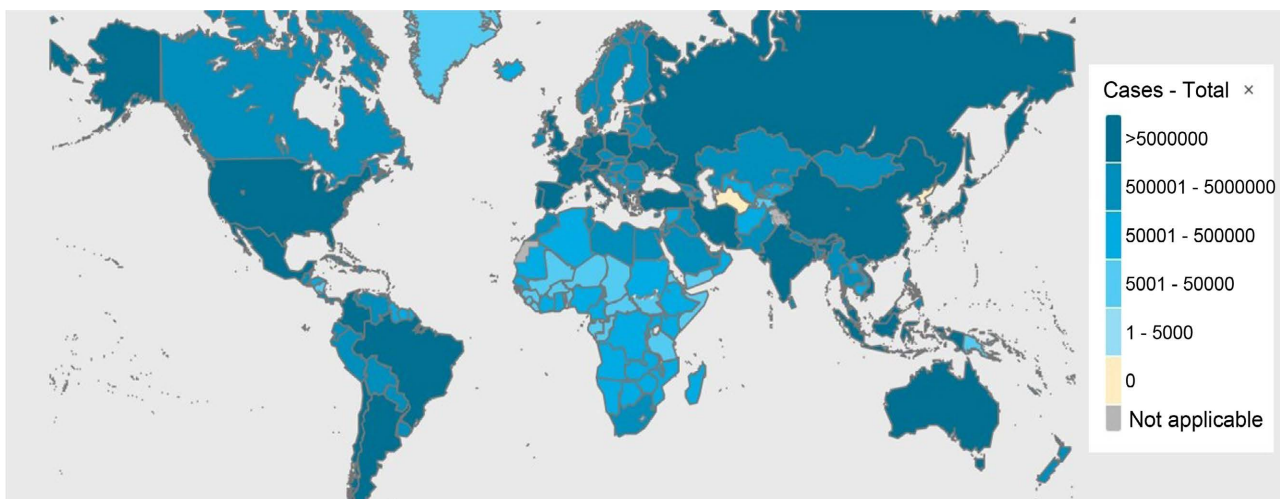 Cases - Total ×
>5000000
500001 - 5000000
50001 - 500000
5001 - 50000
1 - 5000
0
Not applicable